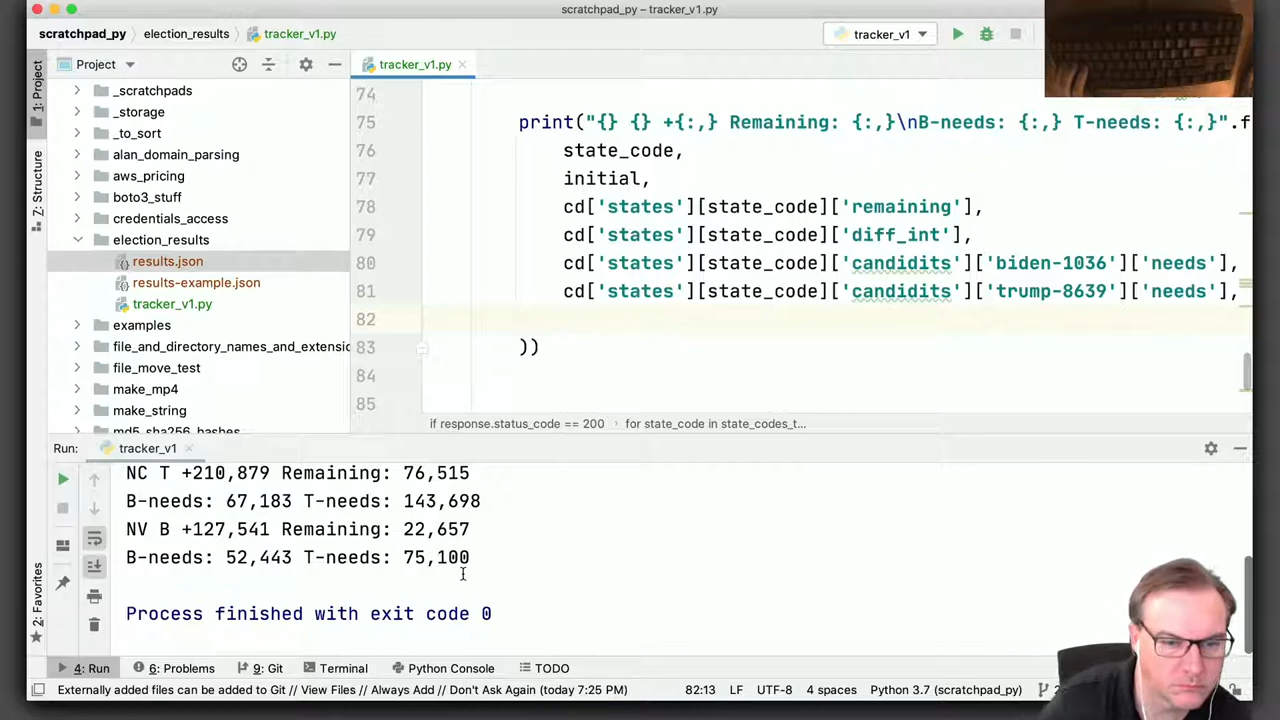 scratchpad_py – tracker_v1.py
scratchpad_py
election_results
tracker_v1.py
tracker_v1
1: Project
Z: Structure
2: Favorites
Project
_scratchpads
_storage
_to_sort
alan_domain_parsing
aws_pricing
boto3_stuff
credentials_access
election_results
results.json
results-example.json
tracker_v1.py
examples
file_and_directory_names_and_extensio
file_move_test
make_mp4
make_string
md5_sha256_hashes
tracker_v1.py
74
75 print("{} {} +{:,} Remaining: {:,}\nB-needs: {:,} T-needs: {:,}".f
76 state_code,
77 initial,
78 cd['states'][state_code]['remaining'],
79 cd['states'][state_code]['diff_int'],
80 cd['states'][state_code]['candidits']['biden-1036']['needs'],
81 cd['states'][state_code]['candidits']['trump-8639']['needs'],
82
83 ))
84
85
if response.status_code == 200 › for state_code in state_codes_t...
Run: tracker_v1
NC T +210,879 Remaining: 76,515
B-needs: 67,183 T-needs: 143,698
NV B +127,541 Remaining: 22,657
B-needs: 52,443 T-needs: 75,100
Process finished with exit code 0
4: Run
6: Problems
9: Git
Terminal
Python Console
TODO
Externally added files can be added to Git // View Files // Always Add // Don't Ask Again (today 7:25 PM)
82:13
LF
UTF-8
4 spaces
Python 3.7 (scratchpad_py)